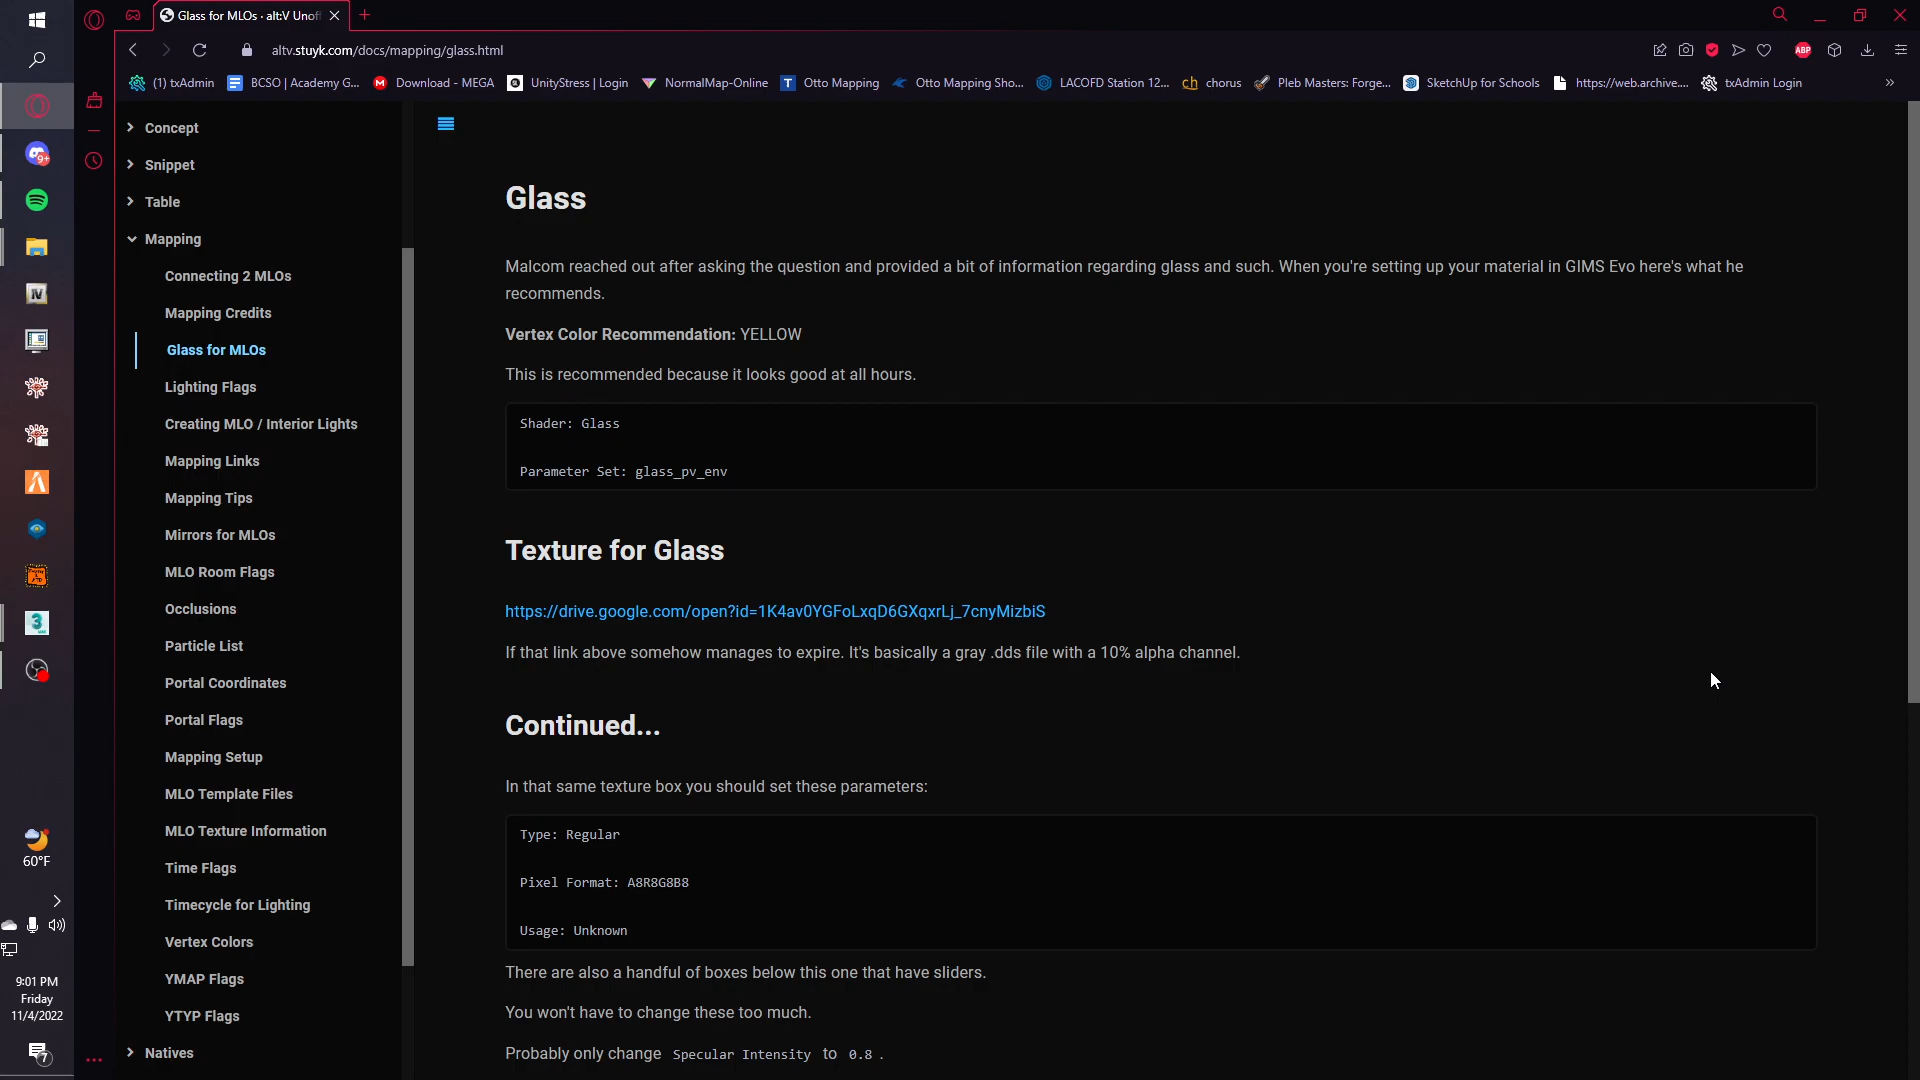 Glass for MLOs · alt:V Unof
altv.stuyk.com/docs/mapping/glass.html
ABP
(1) txAdmin
BCSO | Academy G...
Download - MEGA
UnityStress | Login
NormalMap-Online
T
Otto Mapping
Otto Mapping Sho...
LACOFD Station 12...
ch
chorus
Pleb Masters: Forge...
SketchUp for Schools
https://web.archive....
txAdmin Login
»
Concept
Snippet
Table
Mapping
Connecting 2 MLOs
Mapping Credits
Glass for MLOs
Lighting Flags
Creating MLO / Interior Lights
Mapping Links
Mapping Tips
Mirrors for MLOs
MLO Room Flags
Occlusions
Particle List
Portal Coordinates
Portal Flags
Mapping Setup
MLO Template Files
MLO Texture Information
Time Flags
Timecycle for Lighting
Vertex Colors
YMAP Flags
YTYP Flags
Natives
Glass
Malcom reached out after asking the question and provided a bit of information regarding glass and such. When you're setting up your material in GIMS Evo here's what he
recommends.
Vertex Color Recommendation: YELLOW
This is recommended because it looks good at all hours.
Shader: Glass
Parameter Set: glass_pv_env
Texture for Glass
https://drive.google.com/open?id=1K4av0YGFoLxqD6GXqxrLj_7cnyMizbiS
If that link above somehow manages to expire. It's basically a gray .dds file with a 10% alpha channel.
Continued...
In that same texture box you should set these parameters:
Type: Regular
Pixel Format: A8R8G8B8
Usage: Unknown
There are also a handful of boxes below this one that have sliders.
You won't have to change these too much.
Probably only change Specular Intensity to 0.8 .
9+
IV
3
60°F
9:01 PM
Friday
11/4/2022
7